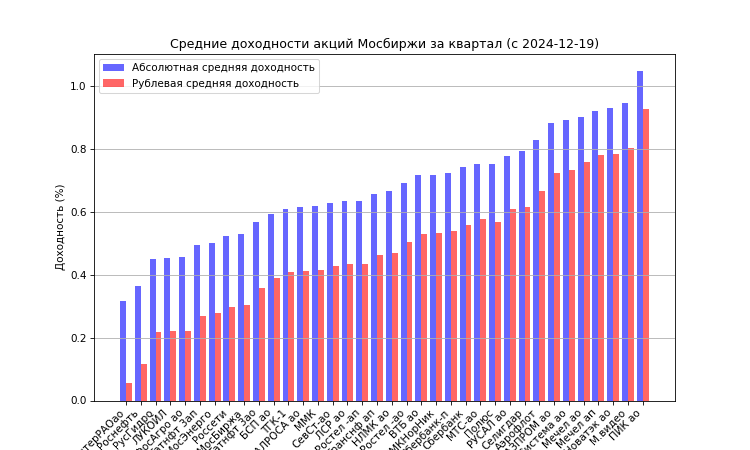 Средние доходности акций Мосбиржи за квартал (с 2024-12-19)
Абсолютная средняя доходность
Рублевая средняя доходность
Доходность (%)
1.0
0.8
0.6
0.4
0.2
0.0
Роснефть
РусГидро
ЛУКОЙЛ
Россети
МосБиржа
БСП ао
ТГК-1
АЛРОСА ао
ММК
СевСт-ао
ЛСР ао
Ростел -ап
НЛМК ао
Ростел -ао
ВТБ ао
Сбербанк
МТС-ао
Полюс
РУСАЛ ао
Селигдар
Аэрофлот
Мечел ао
Мечел ап
М.видео
ПИК ао